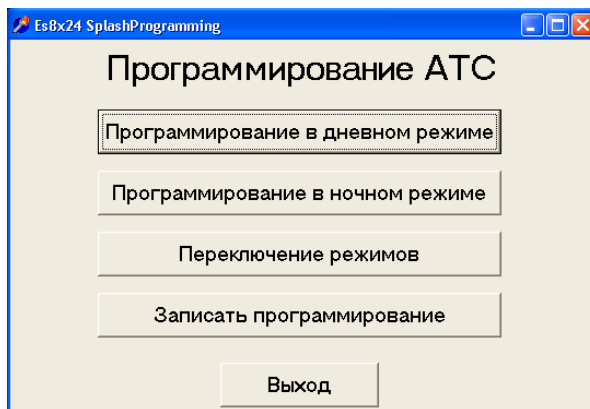 Es8x24 SplashProgramming
Программирование АТС
Программирование в дневном режиме
Программирование в ночном режиме
Переключение режимов
Записать программирование
Выход